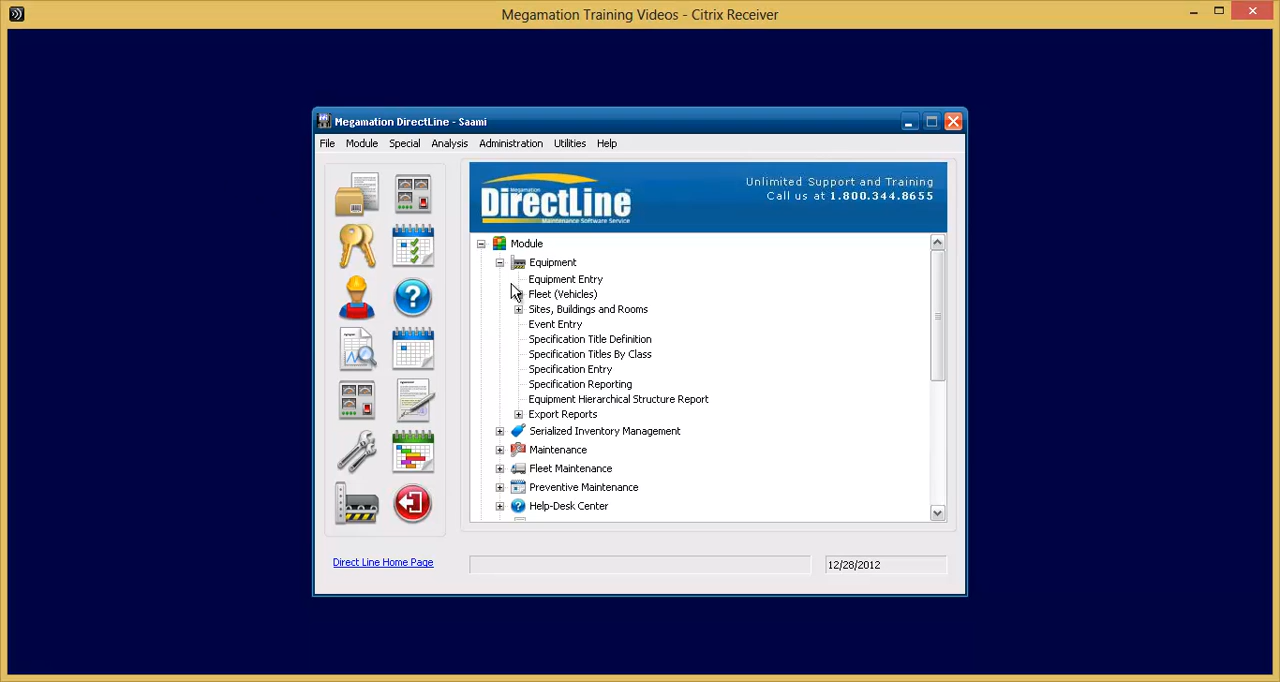 Megamation Training Videos - Citrix Receiver
Megamation DirectLine - Saami
File Module Special Analysis Administration Utilities Help
Megamation
DirectLine™
Maintenance Software Service
Unlimited Support and Training
Call us at 1.800.344.8655
Module
Equipment
Equipment Entry
Fleet (Vehicles)
Sites, Buildings and Rooms
Event Entry
Specification Title Definition
Specification Titles By Class
Specification Entry
Specification Reporting
Equipment Hierarchical Structure Report
Export Reports
Serialized Inventory Management
Maintenance
Fleet Maintenance
Preventive Maintenance
Help-Desk Center
Direct Line Home Page
12/28/2012